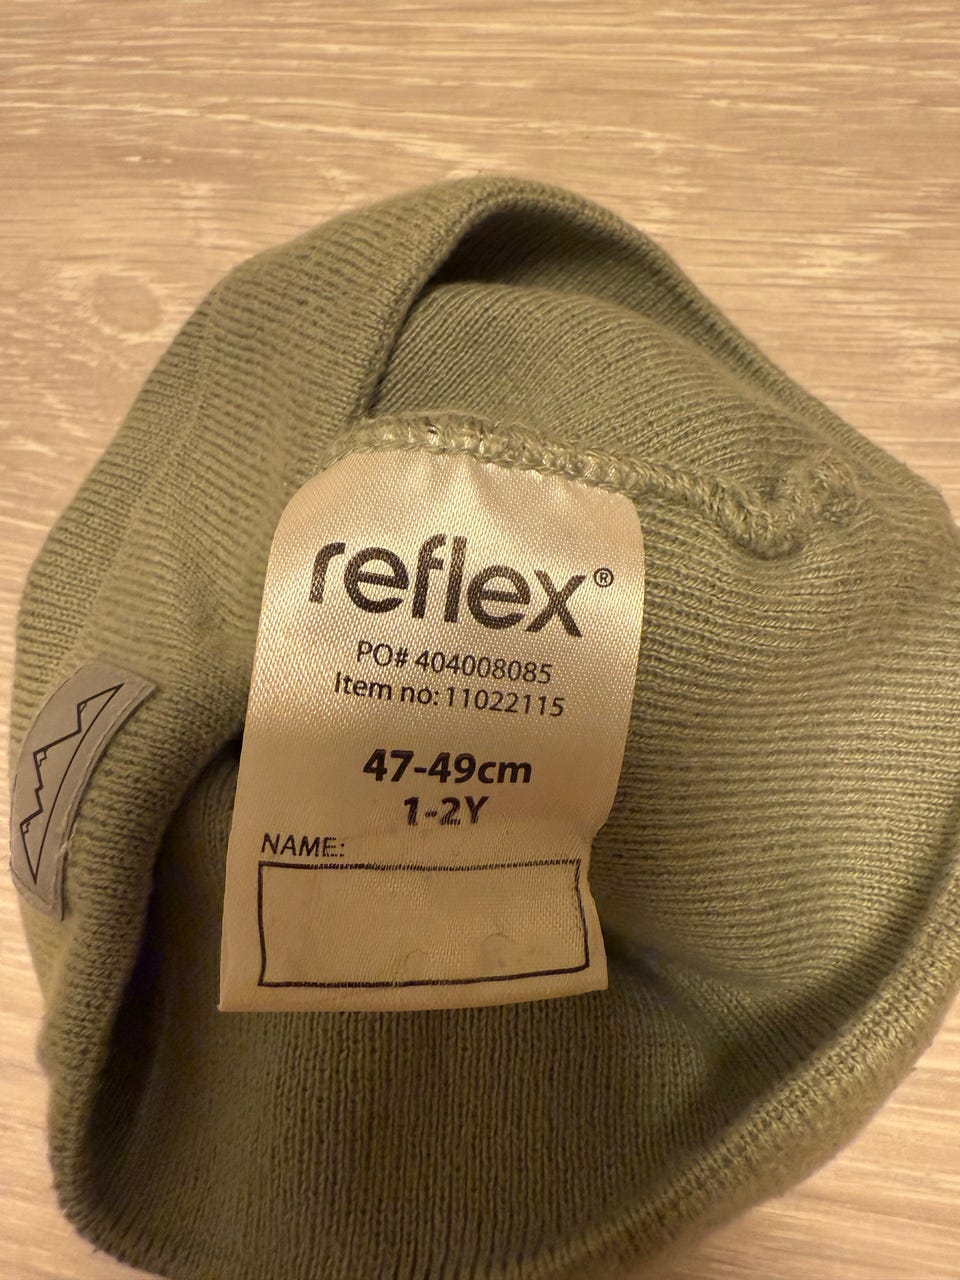 reflex®
PO# 404008085
Item no: 11022115
47-49cm
1-2Y
NAME: